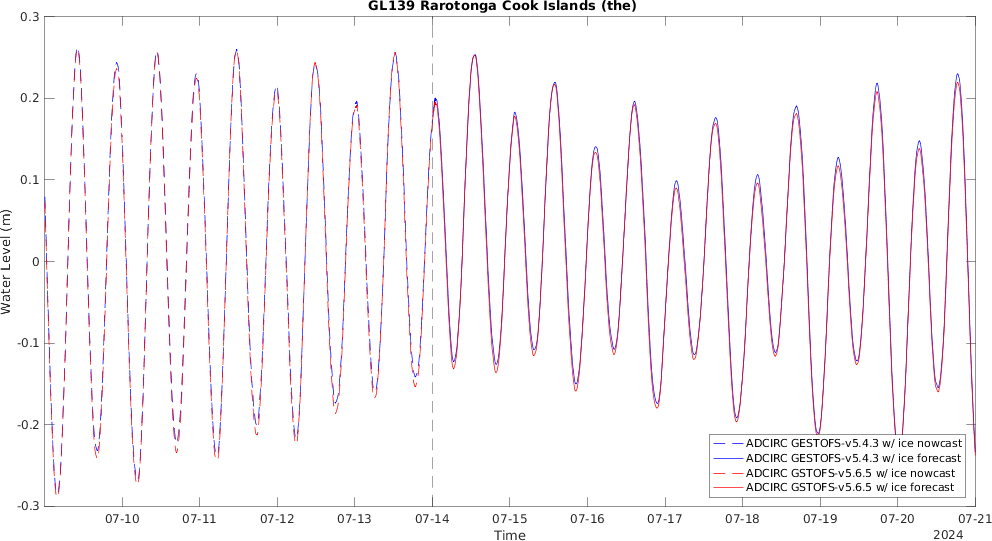 GL139 Rarotonga Cook Islands (the)
Water Level (m)
0.3
0.2
0.1
0
-0.1
-0.2
-0.3
ADCIRC GESTOFS-v5.4.3 w/ ice nowcast
ADCIRC GESTOFS-v5.4.3 w/ ice forecast
ADCIRC GSTOFS-v5.6.5 w/ ice nowcast
ADCIRC GSTOFS-v5.6.5 w/ ice forecast
07-10 07-11 07-12 07-13 07-14 07-15 07-16 07-17 07-18 07-19 07-20 07-21
Time
2024